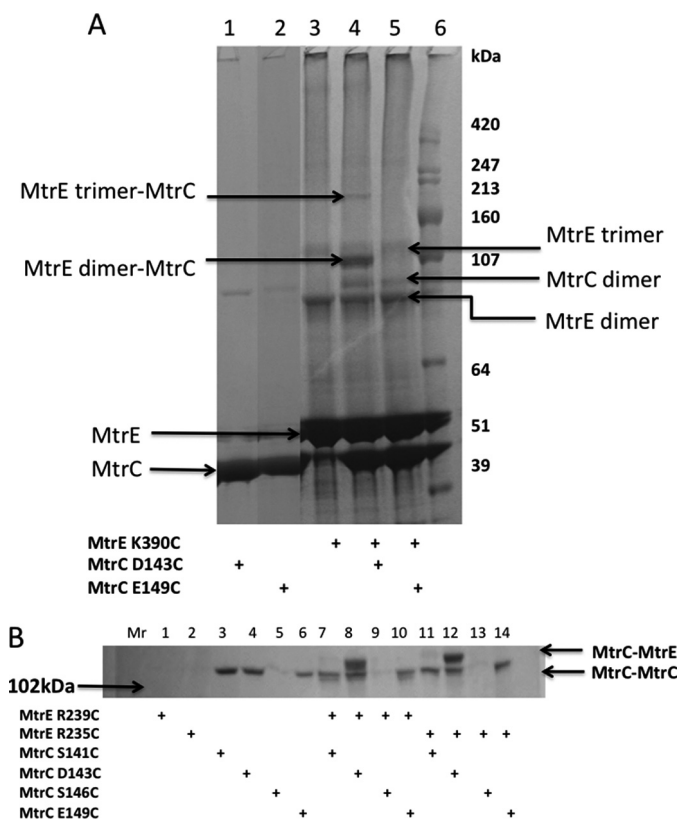 A
1 2 3 4 5 6
kDa
420
247
213
160
107
64
51
39
MtrE trimer-MtrC
MtrE dimer-MtrC
MtrE
MtrC
MtrE trimer
MtrC dimer
MtrE dimer
MtrE K390C + + +
MtrC D143C + +
MtrC E149C + +
B
Mr 1 2 3 4 5 6 7 8 9 10 11 12 13 14
MtrC-MtrE
MtrC-MtrC
102kDa
MtrE R239C + + + + +
MtrE R235C + + + + +
MtrC S141C + + +
MtrC D143C + + +
MtrC S146C + + +
MtrC E149C + + +